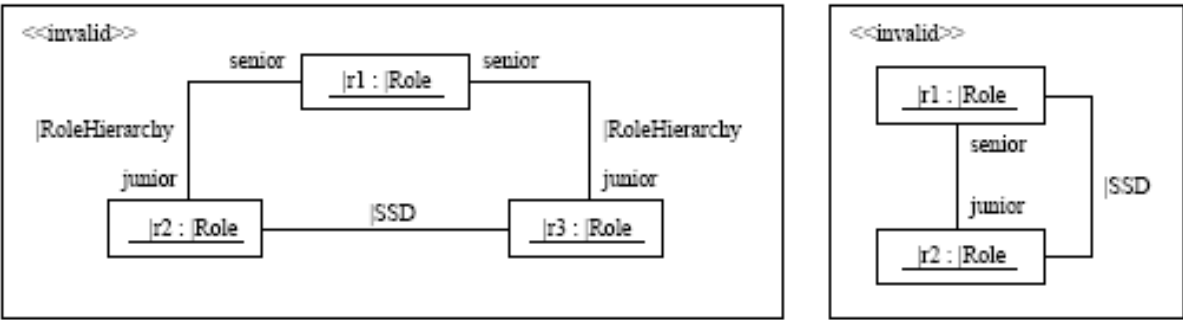 <<invalid>>
senior
senior
|r1 : |Role
|RoleHierarchy
|RoleHierarchy
junior
junior
|r2 : |Role
|SSD
|r3 : |Role
<<invalid>>
|r1 : |Role
senior
|SSD
junior
|r2 : |Role